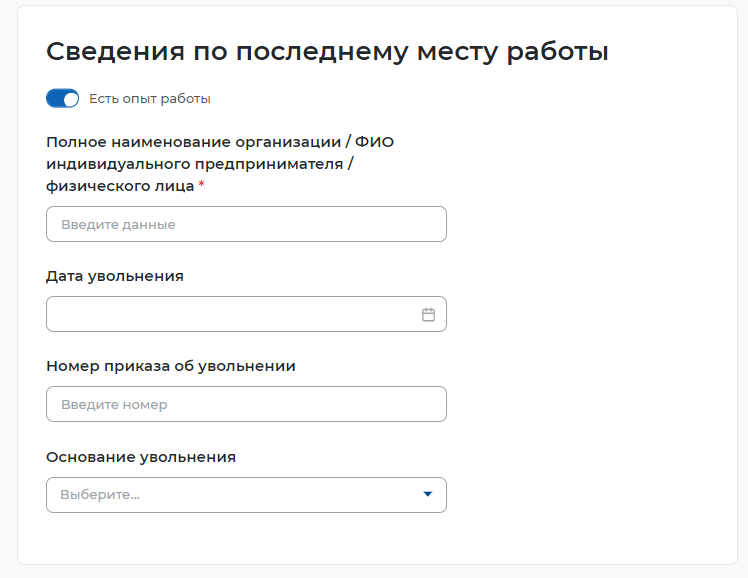 Сведения по последнему месту работы
Есть опыт работы
Полное наименование организации / ФИО
индивидуального предпринимателя /
физического лица *
Введите данные
Дата увольнения
Номер приказа об увольнении
Введите номер
Основание увольнения
Выберите...